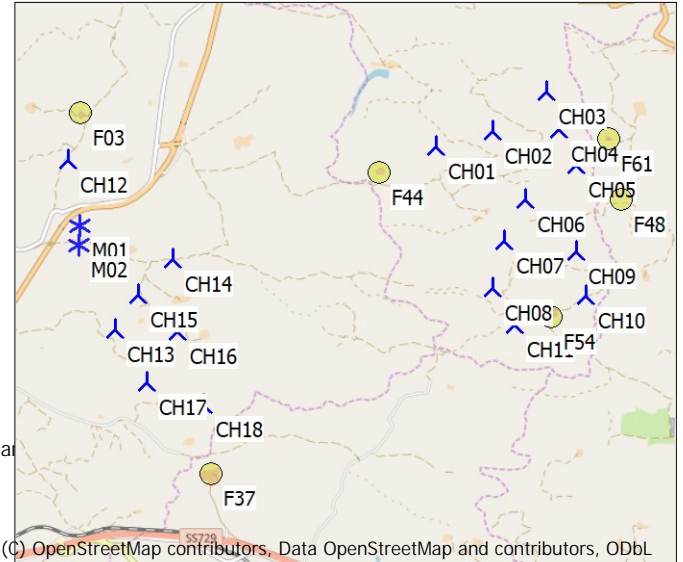 CH03
F03
CH02
CH04
F61
CH01
CH12
CH05
F44
CH06
F48
M01
M02
CH14
CH07
CH09
CH15
CH08
CH10
CH13
CH16
CH11
F54
CH17
CH18
F37
SS729
(C) OpenStreetMap contributors, Data OpenStreetMap and contributors, ODbL